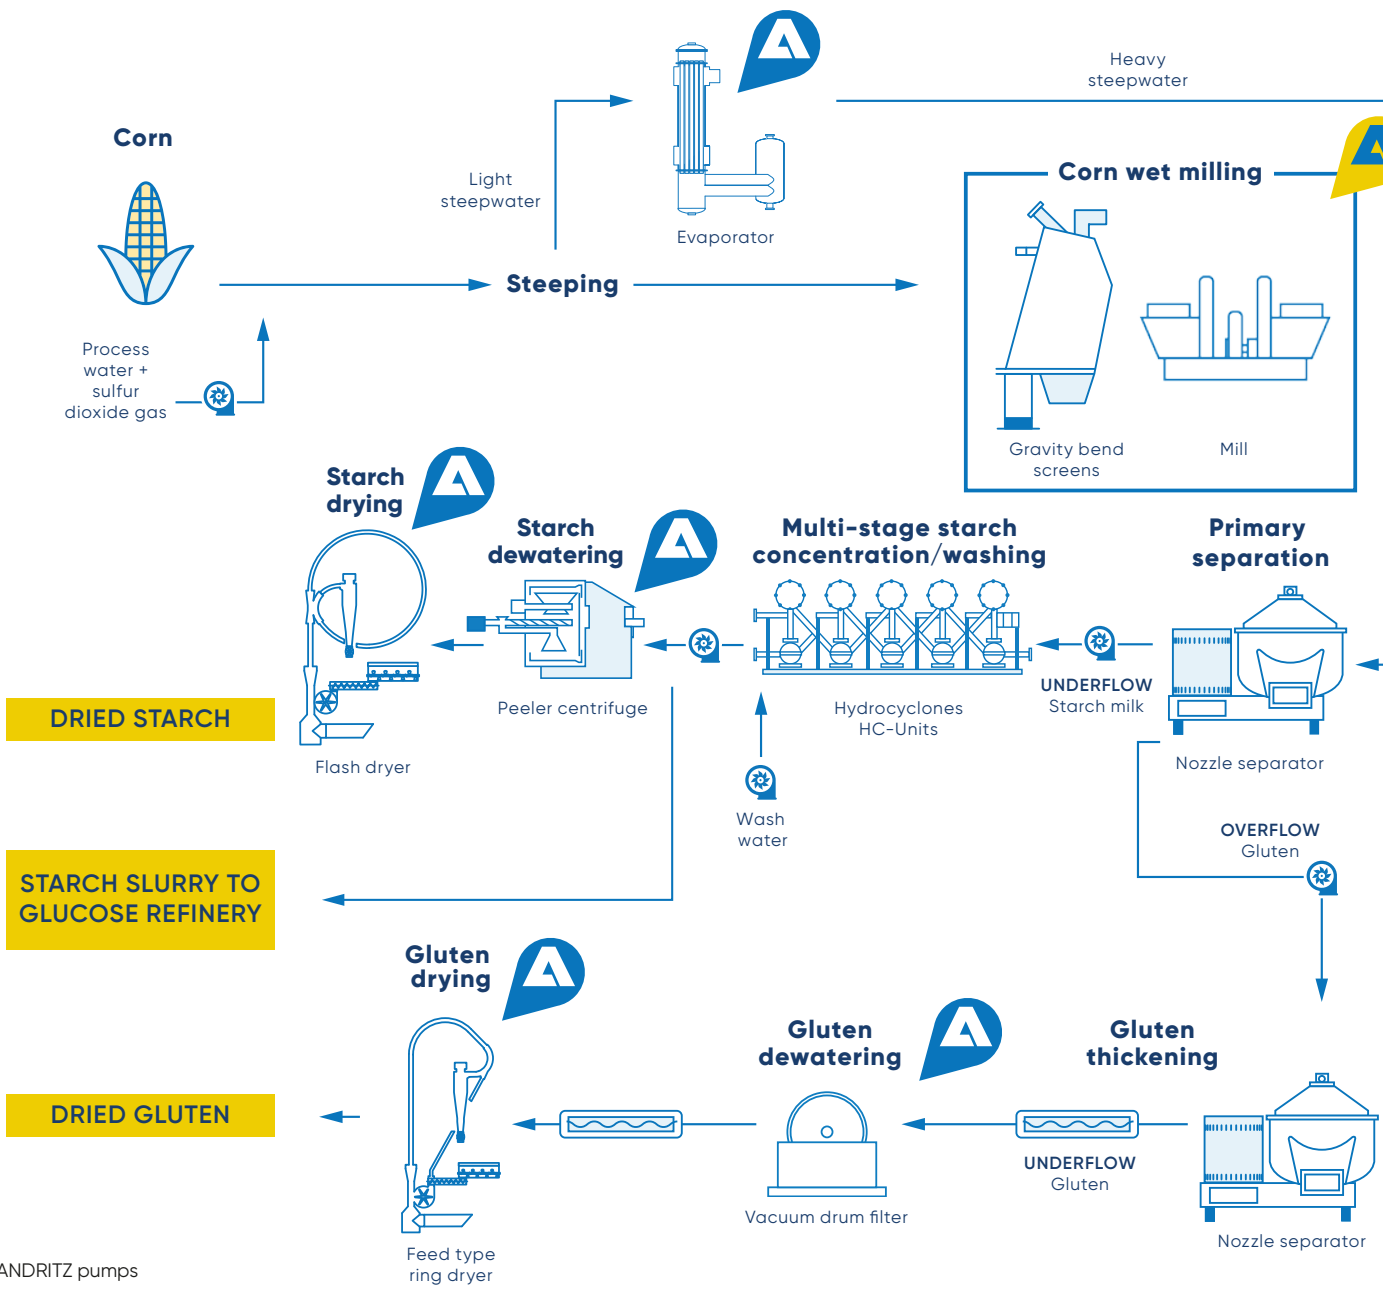 Heavy
steepwater
Corn
Light
steepwater
Corn wet milling
Evaporator
Steeping
Process
water +
sulfur
dioxide gas
Gravity bend
screens
Mill
Starch
drying
Starch
dewatering
Multi-stage starch
concentration/washing
Primary
separation
UNDERFLOW
Starch milk
DRIED STARCH
Peeler centrifuge
Hydrocyclones
HC-Units
Flash dryer
Nozzle separator
Wash
water
OVERFLOW
Gluten
STARCH SLURRY TO
GLUCOSE REFINERY
Gluten
drying
Gluten
dewatering
Gluten
thickening
DRIED GLUTEN
UNDERFLOW
Gluten
Vacuum drum filter
Nozzle separator
Feed type
ring dryer
ANDRITZ pumps